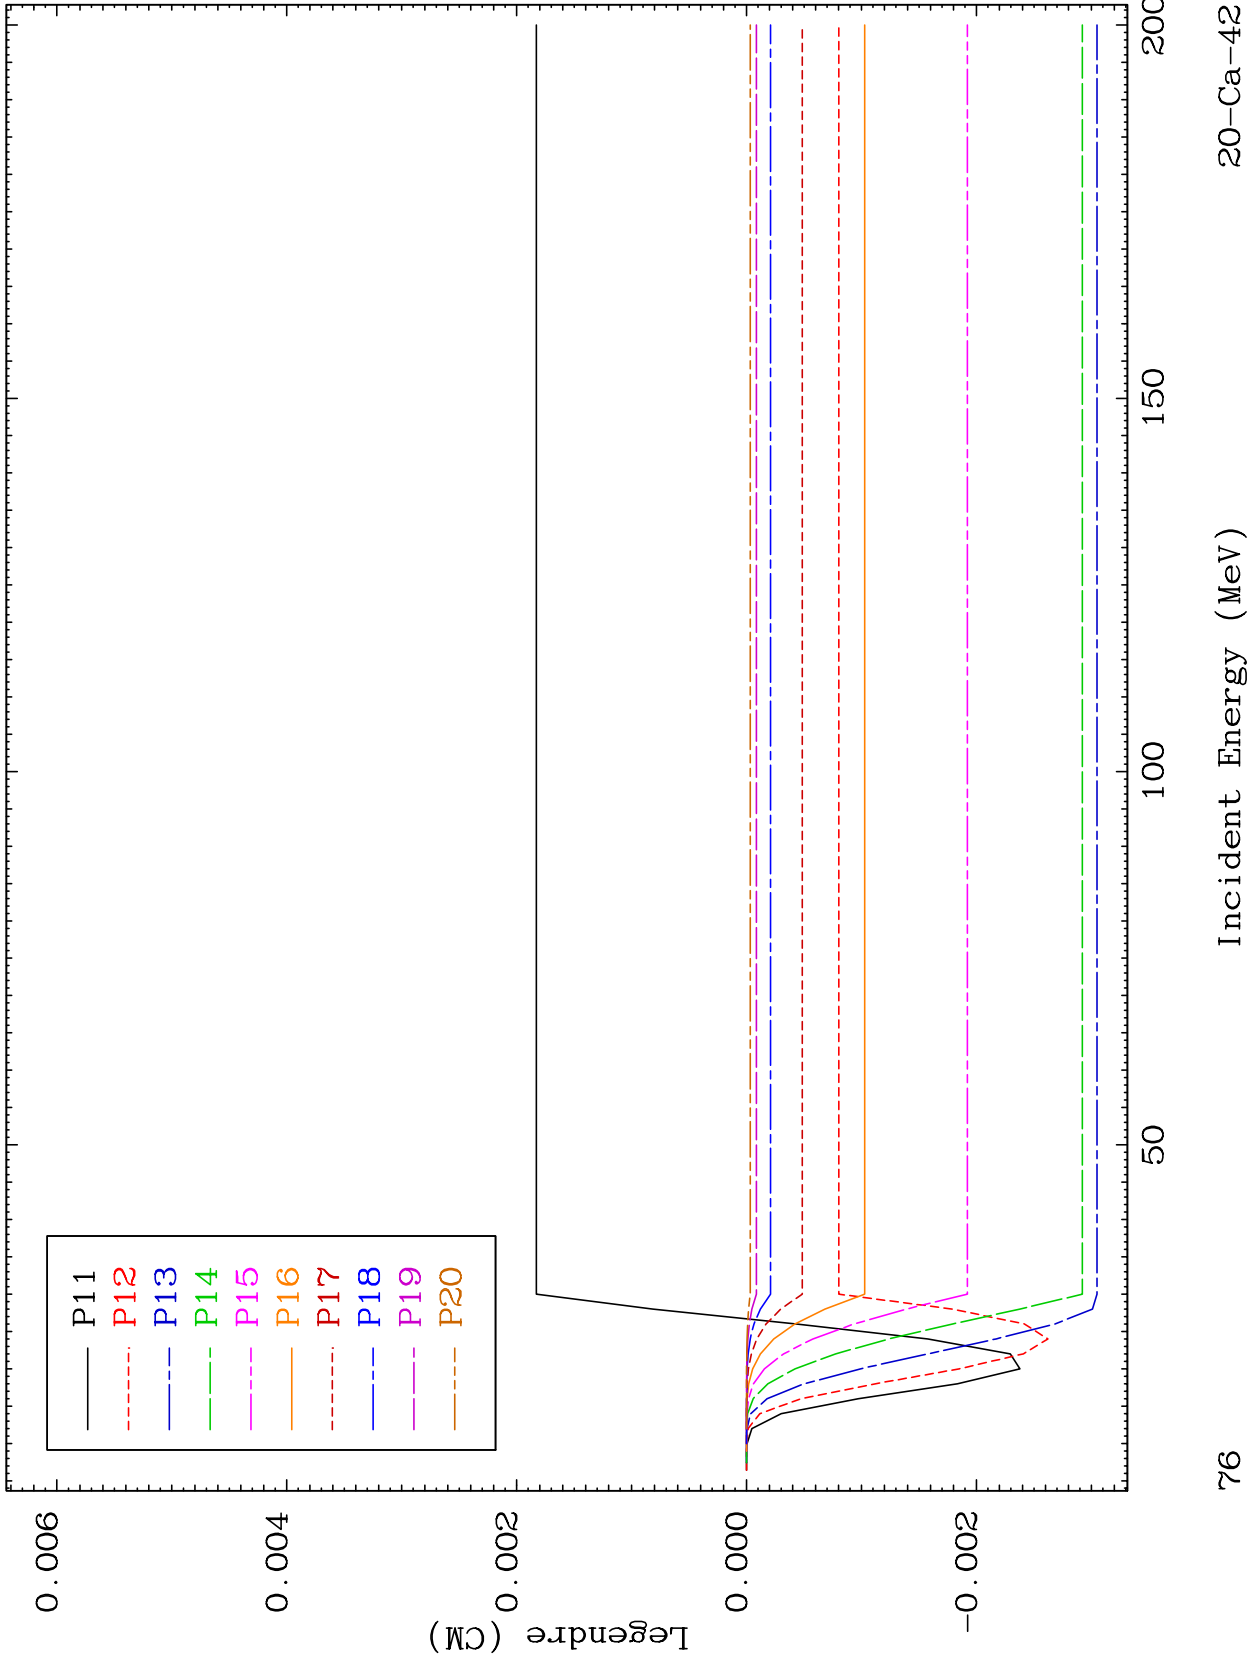 P11
P12
P13
P14
P15
P16
P17
P18
P19
P20
0.006
0.004
0.002
0.000
-0.002
Legendre (CM)
50
100
150
200
Incident Energy (MeV)
76
20-Ca-42